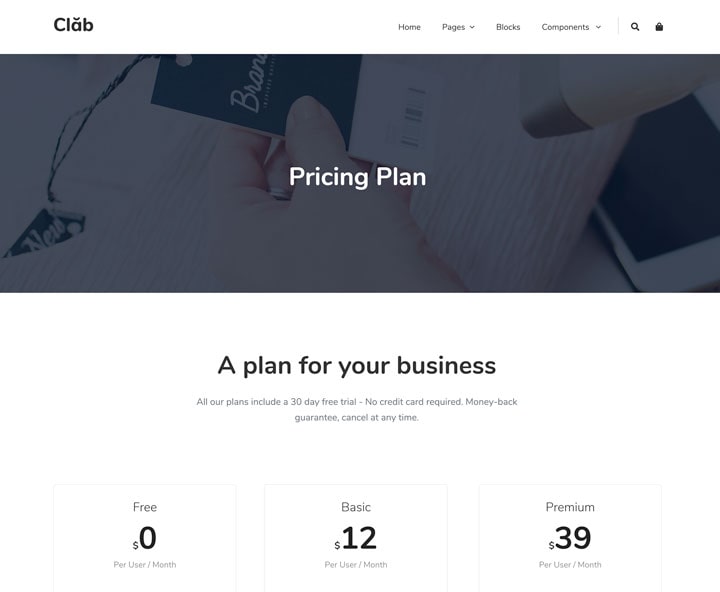 Clăb
Home Pages Blocks Components
Brand
New
Pricing Plan
A plan for your business
All our plans include a 30 day free trial - No credit card required. Money-back
guarantee, cancel at any time.
Free Basic Premium
$0 $12 $39
Per User / Month Per User / Month Per User / Month